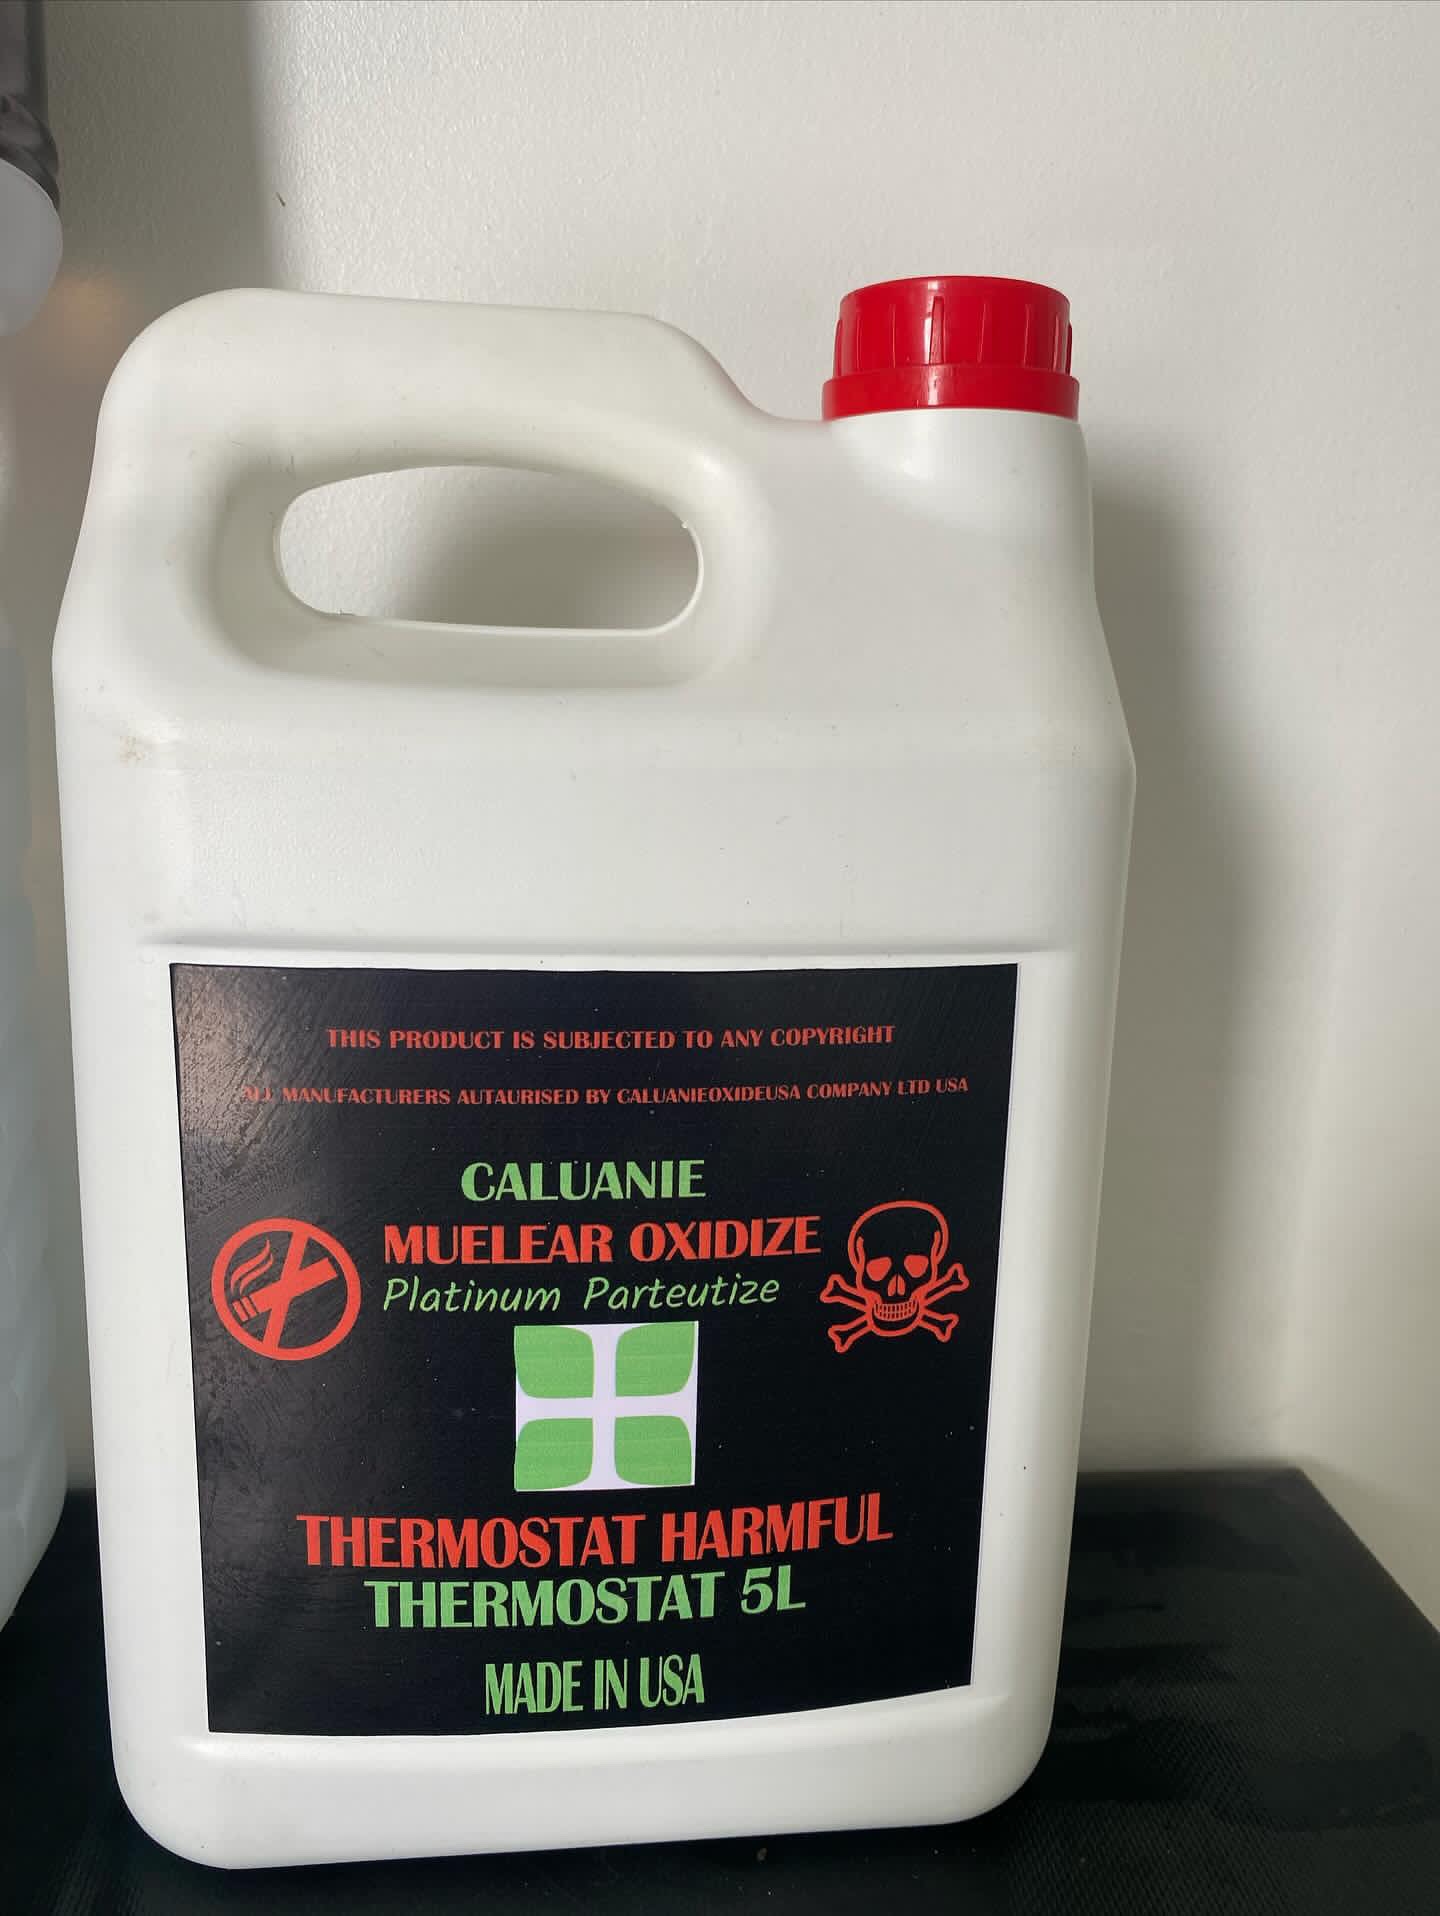 THIS PRODUCT IS SUBJECTED TO ANY COPYRIGHT
ALL MANUFACTURERS AUTAURISED BY CALUANIEOXIDEUSA COMPANY LTD USA
CALUANIE
MUELEAR OXIDIZE
Platinum Parteutize
THERMOSTAT HARMFUL
THERMOSTAT 5L
MADE IN USA